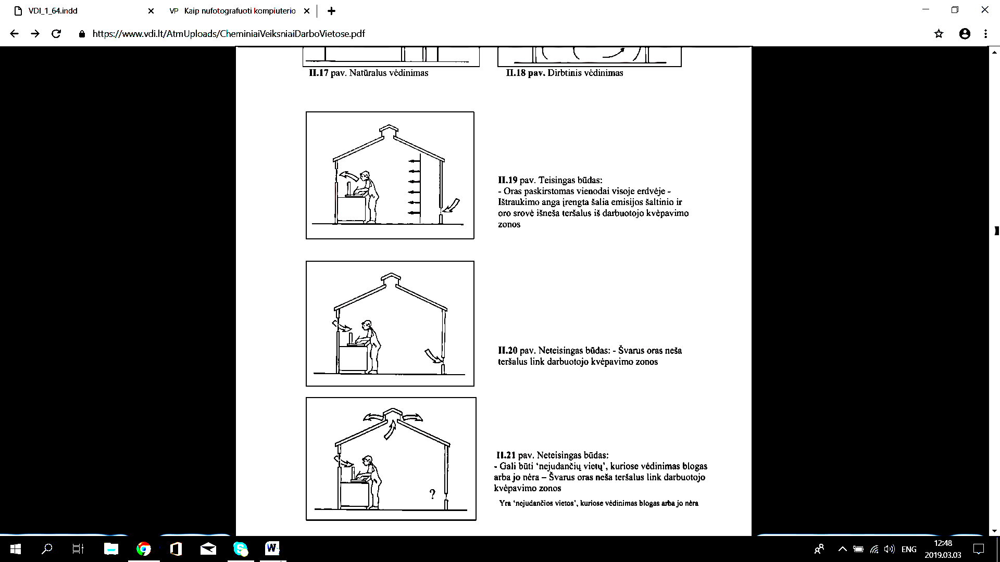 VDI_1_64.indd
VP Kaip nufotografuoti kompiuterio
https://www.vdi.lt/AtmUploads/CheminiaiVeiksniaiDarboVietose.pdf
II.17 pav. Natūralus vėdinimas
II.18 pav. Dirbtinis vėdinimas
II.19 pav. Teisingas būdas:
- Oras paskirstomas vienodai visoje erdvėje -
Ištraukimo anga įrengta šalia emisijos šaltinio ir
oro srovė išneša teršalus iš darbuotojo kvėpavimo
zonos
II.20 pav. Neteisingas būdas: - Švarus oras neša
teršalus link darbuotojo kvėpavimo zonos
II.21 pav. Neteisingas būdas:
- Gali būti ‘nejudančių vietų’, kuriose vėdinimas blogas
arba jo nėra – Švarus oras neša teršalus link darbuotojo
kvėpavimo zonos
?
Yra ‘nejudančios vietos’, kuriose vėdinimas blogas arba jo nėra
ENG
12:48
2019.03.03